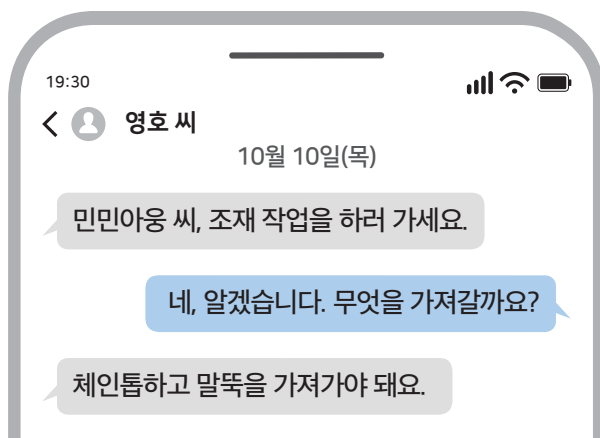 19:30
영호 씨
10월 10일(목)
민민아웅 씨, 조재 작업을 하러 가세요.
네, 알겠습니다. 무엇을 가져갈까요?
체인톱하고 말뚝을 가져가야 돼요.